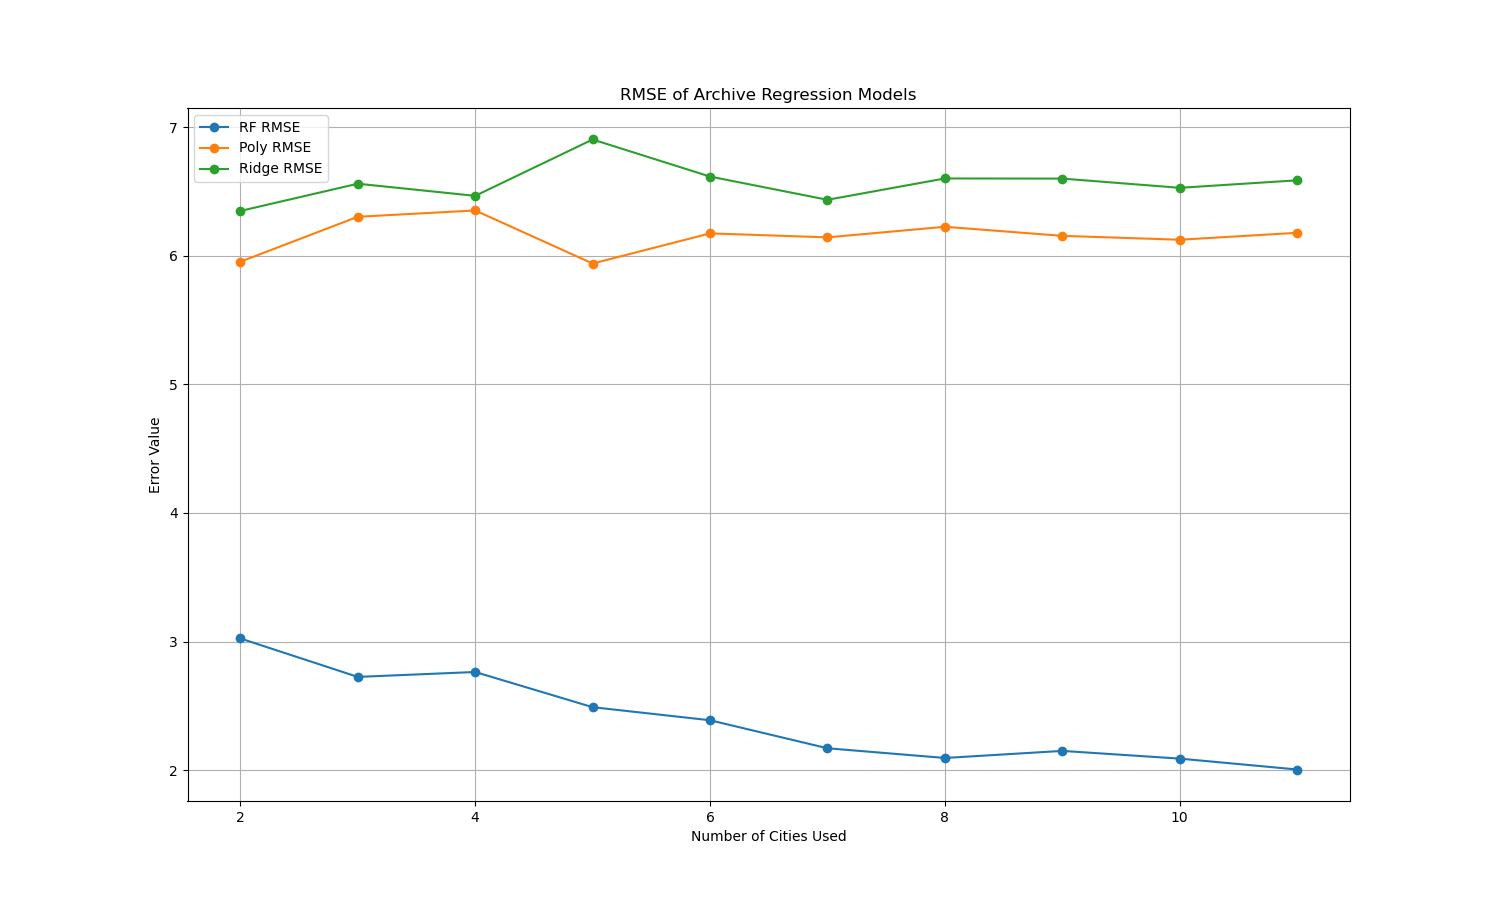 RMSE of Archive Regression Models
RF RMSE
Poly RMSE
Ridge RMSE
7
6
5
4
3
2
Error Value
2 4 6 8 10
Number of Cities Used